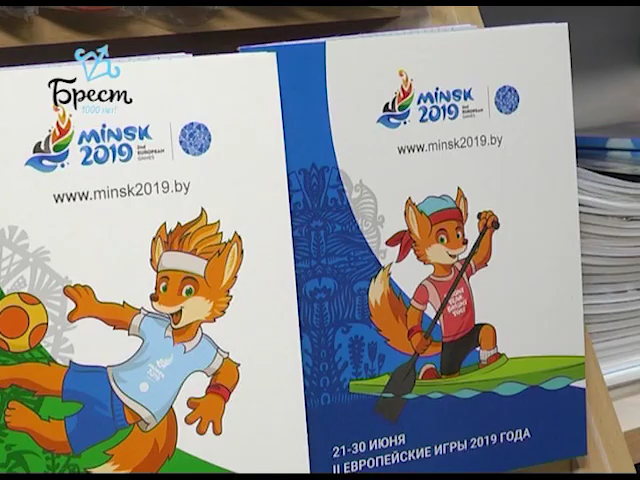 Брест
1000 лет!
MINSK
2019
2nd
EUROPEAN
GAMES
www.minsk2019.by
MINSK
2019
2nd
EUROPEAN
GAMES
www.minsk2019.by
21-30 ИЮНЯ
II ЕВРОПЕЙСКИЕ ИГРЫ 2019 ГОДА